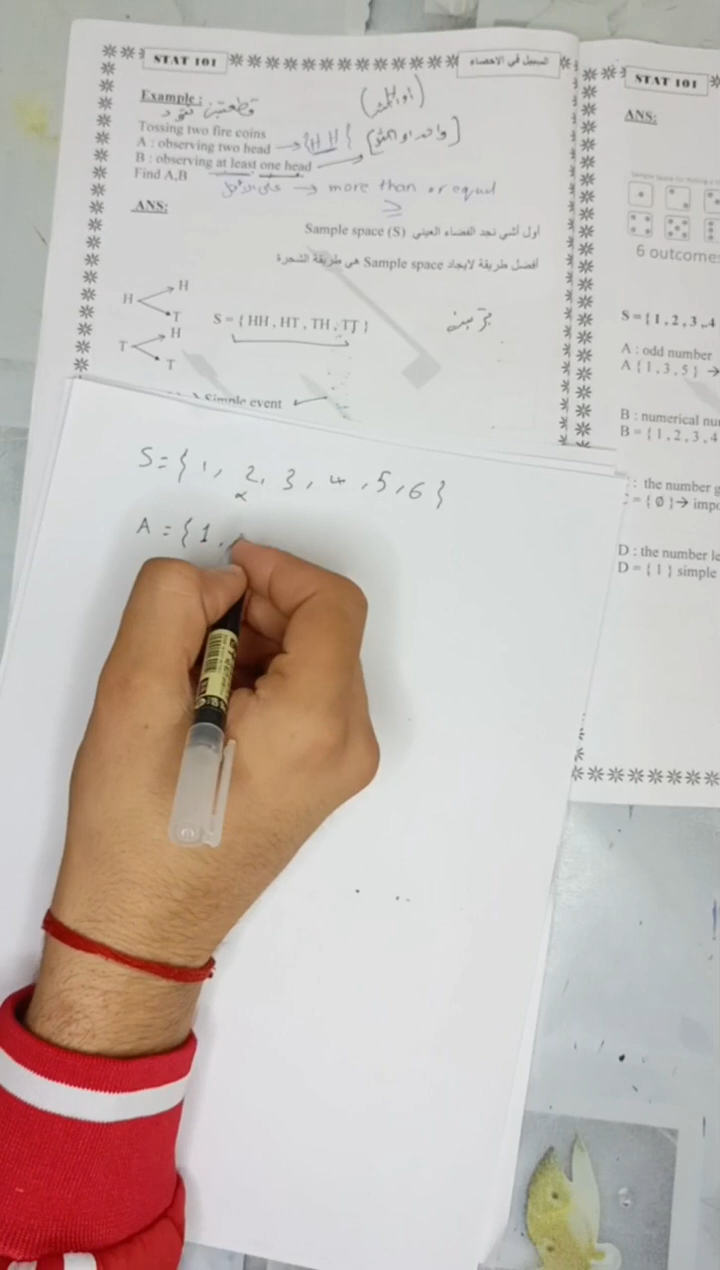 STAT 101
السبيل في الاحصاء
Example :
قطعتين نقود
Tossing two fire coins
A : observing two head → {HH}
B : observing at least one head
Find A,B
على الأقل → more than or equal
≥
ANS:
أول أشي نجد الفضاء العيني Sample space (S)
أفضل طريقة لايجاد Sample space هي طريقة الشجرة
H
H
T
S = { HH , HT , TH , TJ }
T
H
T
Simple event
S={ 1, 2, 3, 4, 5, 6 }
A = { 1,
STAT 101
ANS:
6 outcome
S={1,2,3,4
A : odd number
A{1,3,5} →
B : numerical nu
B={1,2,3,4
: the number g
= { ∅ }→ impo
D : the number le
D = { 1 } simple